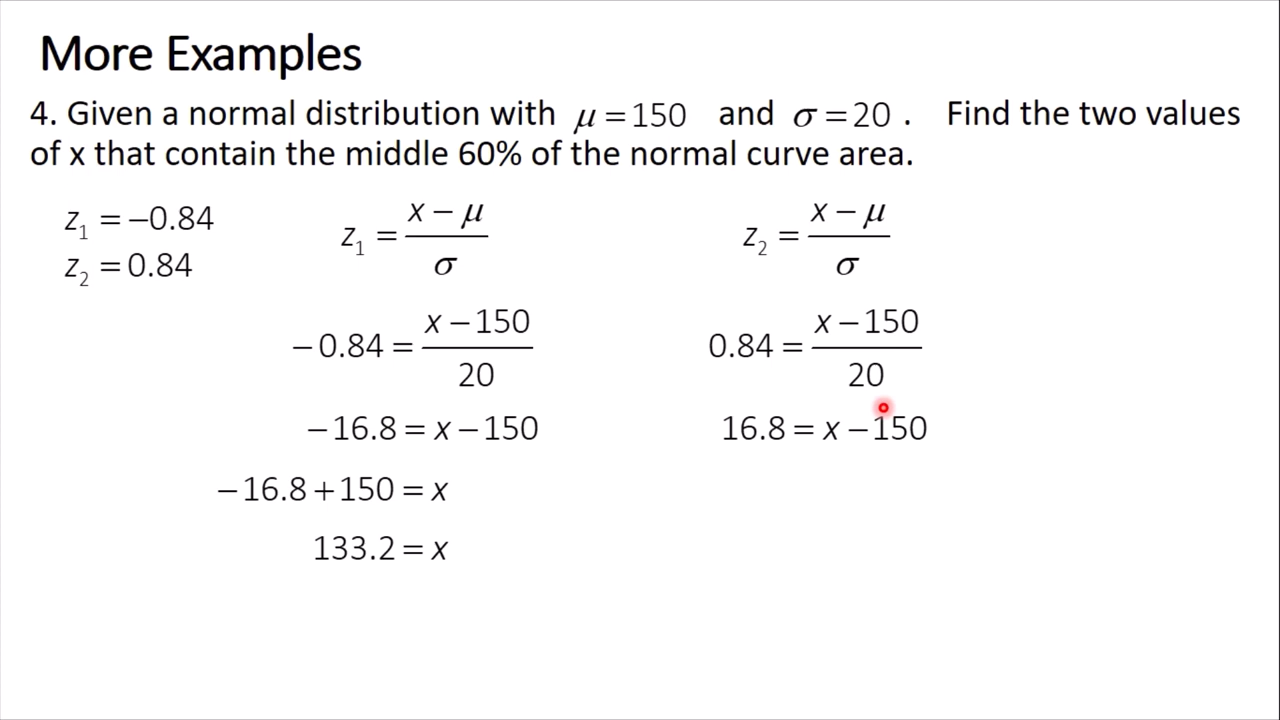 More Examples
4. Given a normal distribution with μ = 150 and σ = 20 . Find the two values
of x that contain the middle 60% of the normal curve area.
z₁ = −0.84
z₂ = 0.84
z₁ = (x − μ)/σ
−0.84 = (x − 150)/20
−16.8 = x − 150
−16.8 + 150 = x
133.2 = x
z₂ = (x − μ)/σ
0.84 = (x − 150)/20
16.8 = x − 150